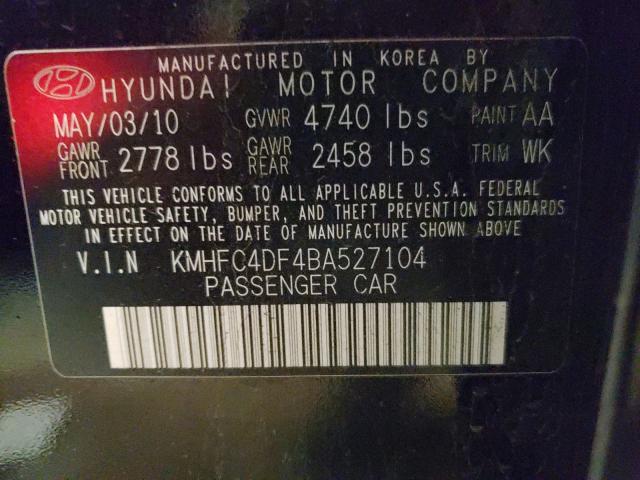 MANUFACTURED IN KOREA BY
HYUNDAI MOTOR COMPANY
MAY/03/10 GVWR 4740 lbs PAINT AA
GAWR FRONT 2778 lbs GAWR REAR 2458 lbs TRIM WK
THIS VEHICLE CONFORMS TO ALL APPLICABLE U.S.A. FEDERAL
MOTOR VEHICLE SAFETY, BUMPER, AND THEFT PREVENTION STANDARDS
IN EFFECT ON THE DATE OF MANUFACTURE SHOWN ABOVE
V.I.N KMHFC4DF4BA527104
PASSENGER CAR